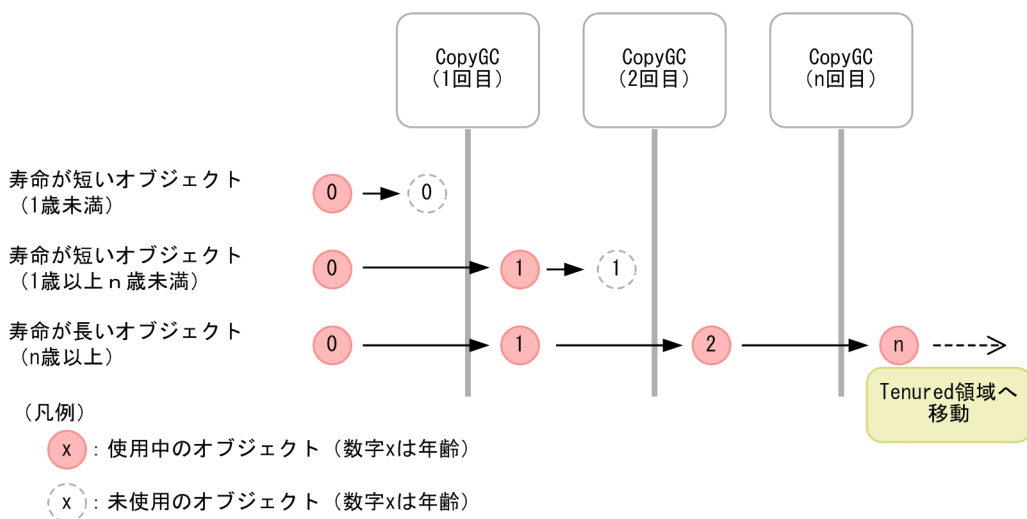 CopyGC
(1回目)
CopyGC
(2回目)
CopyGC
(n回目)
寿命が短いオブジェクト
(1歳未満)
0
0
寿命が短いオブジェクト
(1歳以上ｎ歳未満)
0
1
1
寿命が長いオブジェクト
(n歳以上)
0
1
2
n
Tenured領域へ
移動
(凡例)
x : 使用中のオブジェクト(数字xは年齢)
x : 未使用のオブジェクト(数字xは年齢)